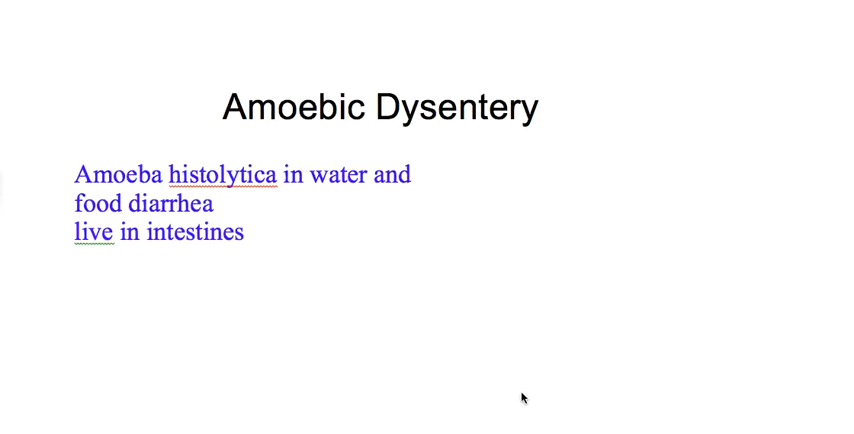 Amoebic Dysentery
Amoeba histolytica in water and
food diarrhea
live in intestines